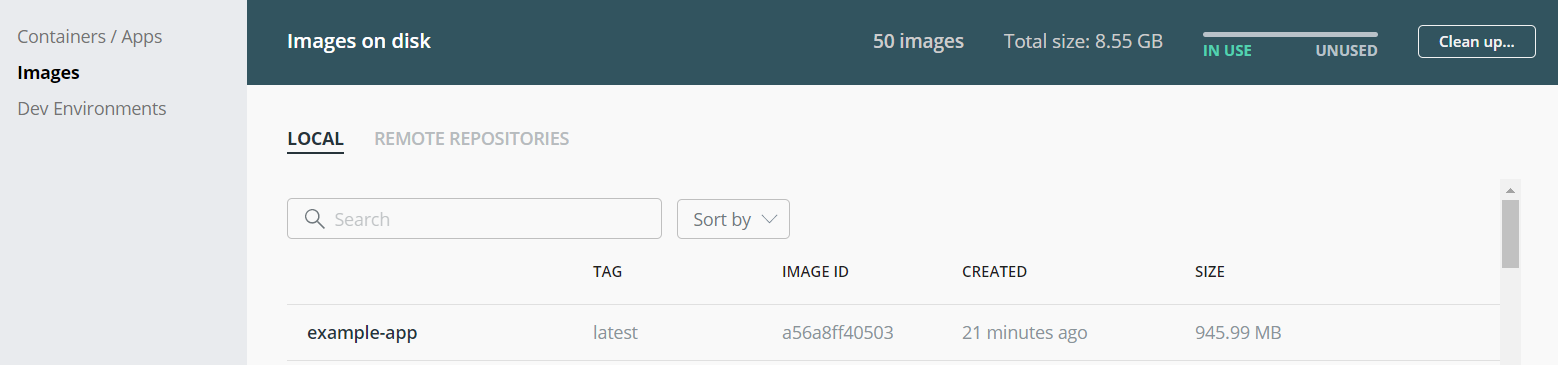 Containers / Apps
Images
Dev Environments
Images on disk
50 images
Total size: 8.55 GB
IN USE
UNUSED
Clean up...
LOCAL
REMOTE REPOSITORIES
Search
Sort by
TAG
IMAGE ID
CREATED
SIZE
example-app
latest
a56a8ff40503
21 minutes ago
945.99 MB